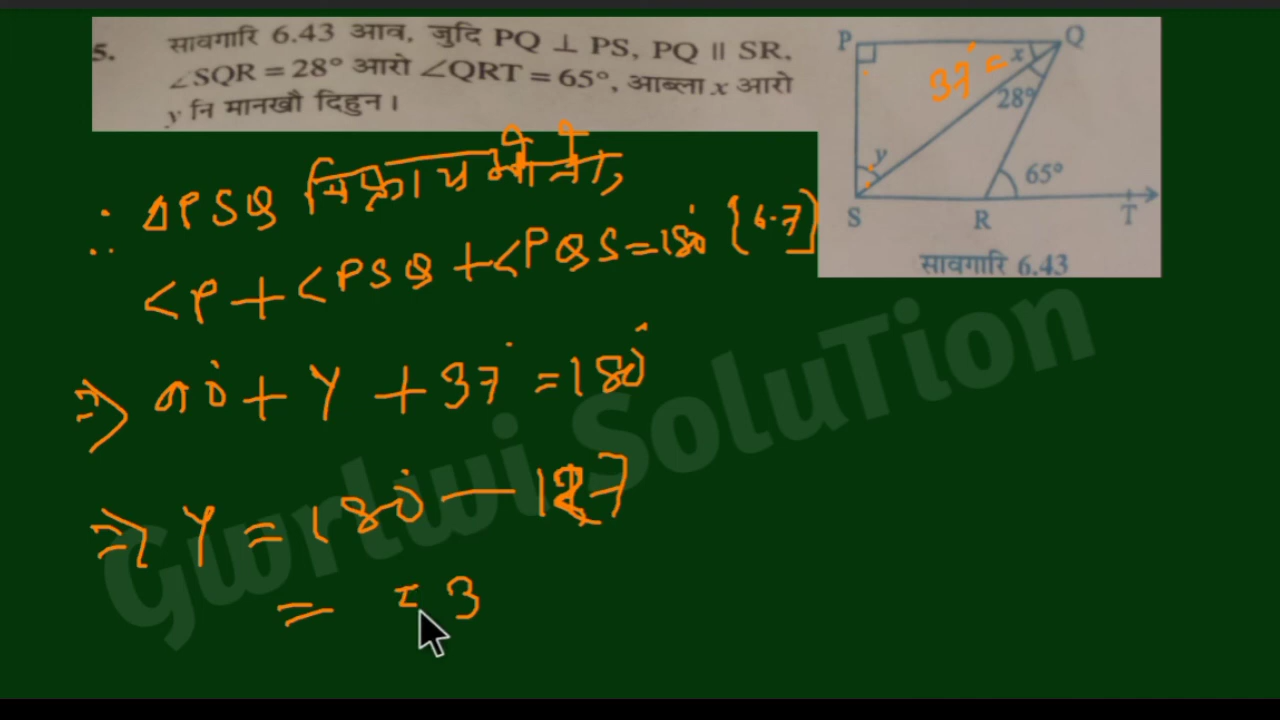 5. सावगारि 6.43 आव, जुदि PQ ⊥ PS, PQ || SR,
∠SQR = 28° आरो ∠QRT = 65°, आब्ला x आरो
y नि मानखौ दिहुन।
P
Q
37° =
x
28°
y
65°
S
R
T
सावगारि 6.43
∴ ΔPSQ
<P + <PSQ + <PQS = 180° [6.7]
⇒ 90° + Y + 37° = 180°
⇒ Y = 180° — 127
= 53
Gwrlwi SoluTion